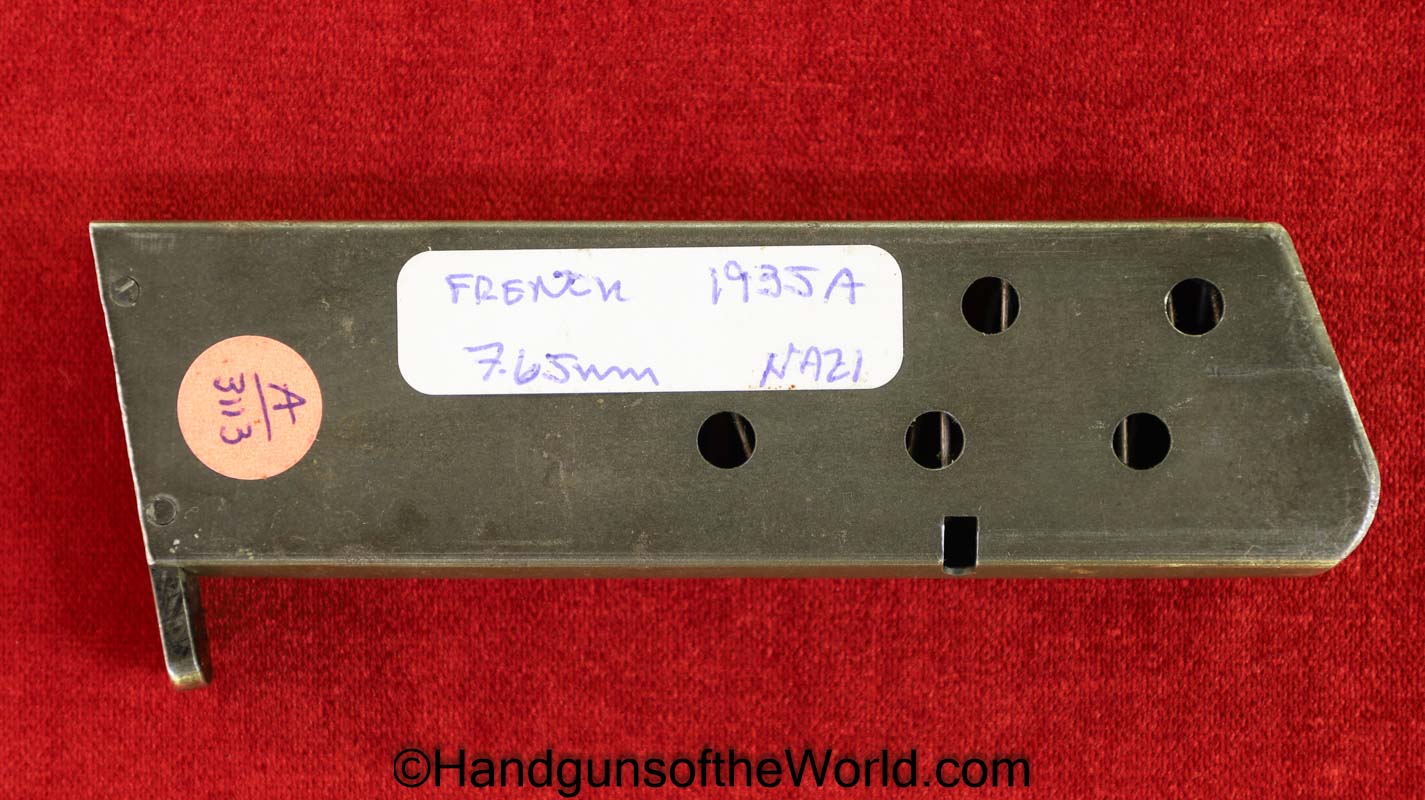 FRENCH 1935A
7.65mm NAZI
A
3113
©HandgunsoftheWorld.com